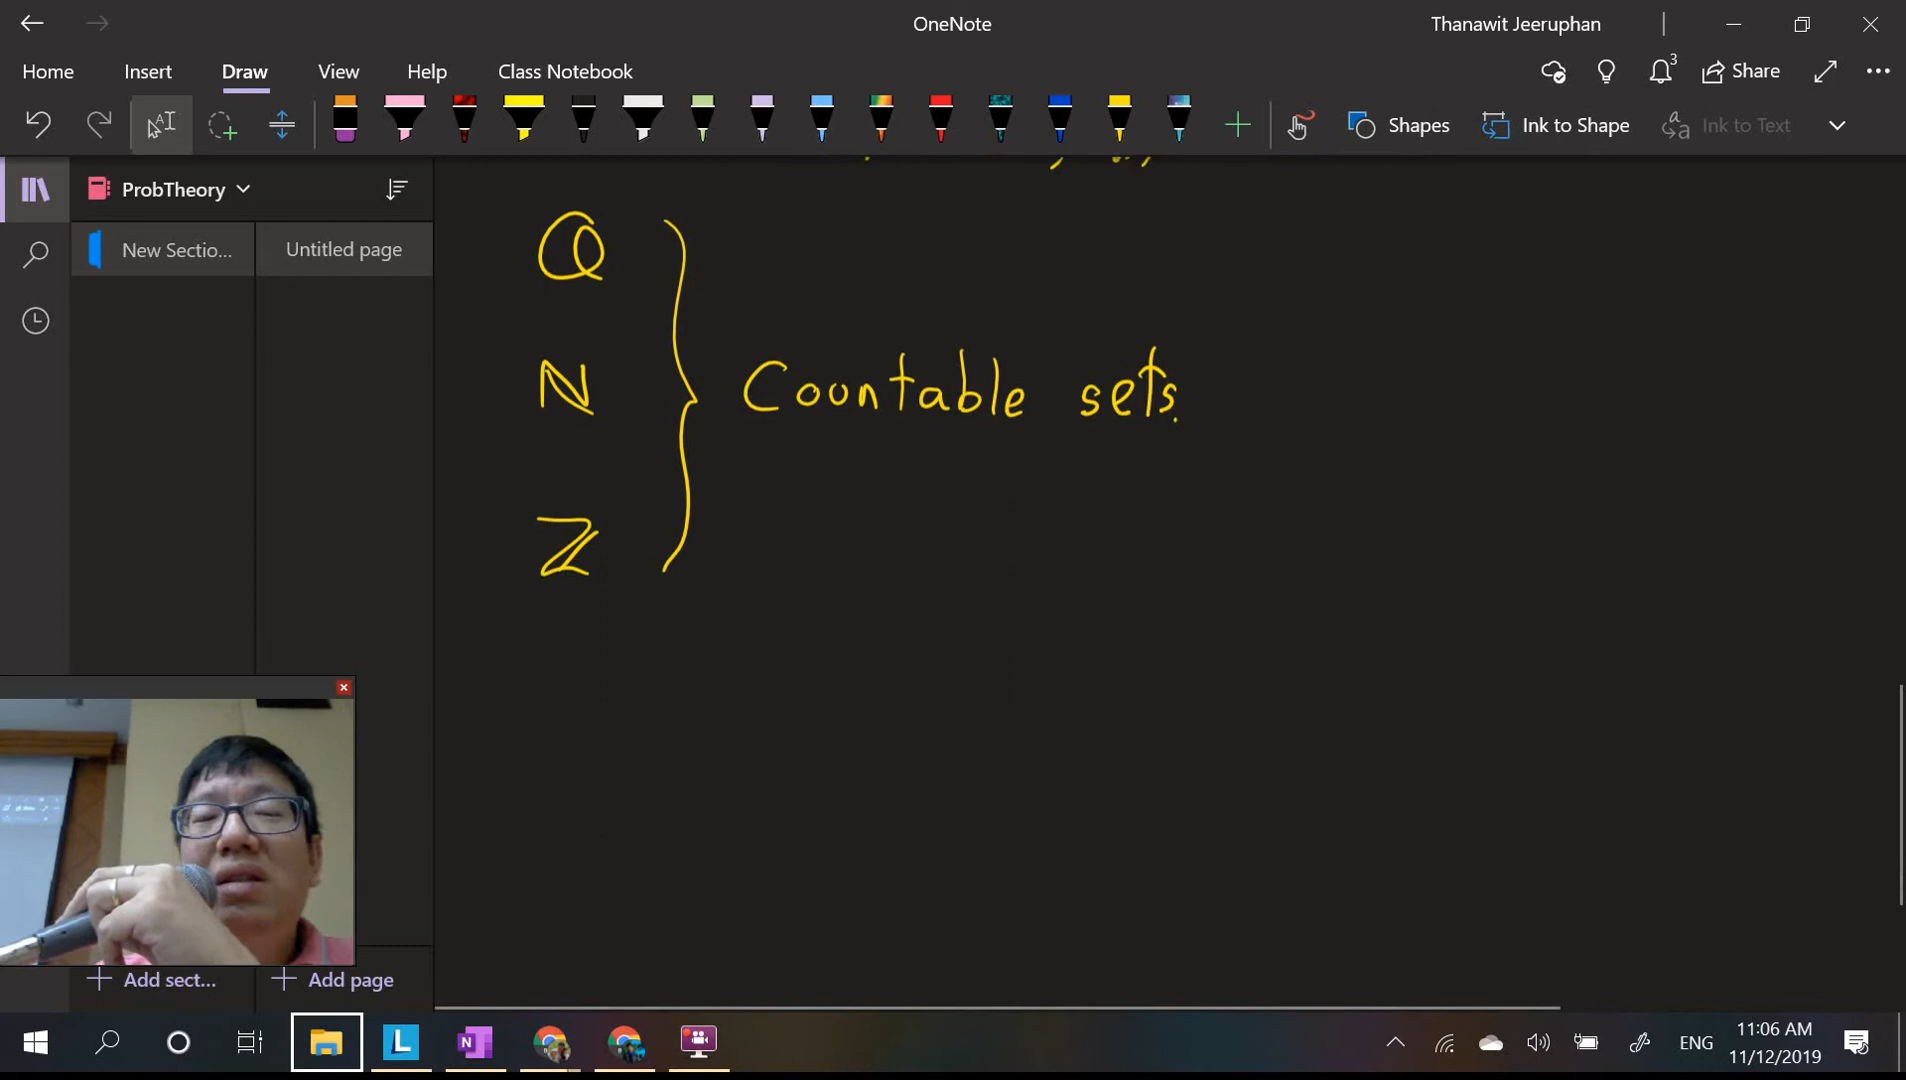 OneNote
Thanawit Jeeruphan
Home Insert Draw View Help Class Notebook
3
Share
Shapes
Ink to Shape
Ink to Text
ProbTheory
New Sectio...
Untitled page
Q
N
Countable sets.
Z
Add sect...
Add page
ENG
11:06 AM
11/12/2019